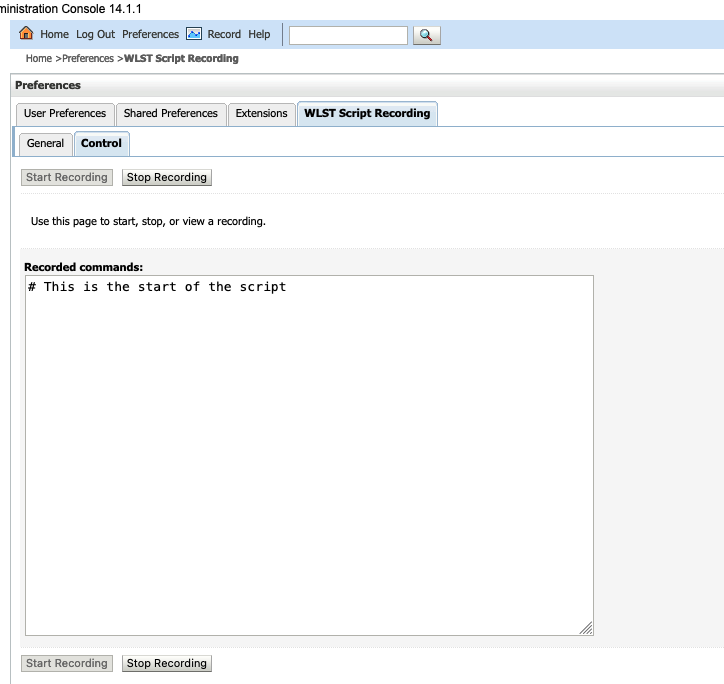 ministration Console 14.1.1
Home Log Out Preferences Record Help
Home >Preferences >WLST Script Recording
Preferences
User Preferences Shared Preferences Extensions WLST Script Recording
General Control
Start Recording Stop Recording
Use this page to start, stop, or view a recording.
Recorded commands:
# This is the start of the script
Start Recording Stop Recording